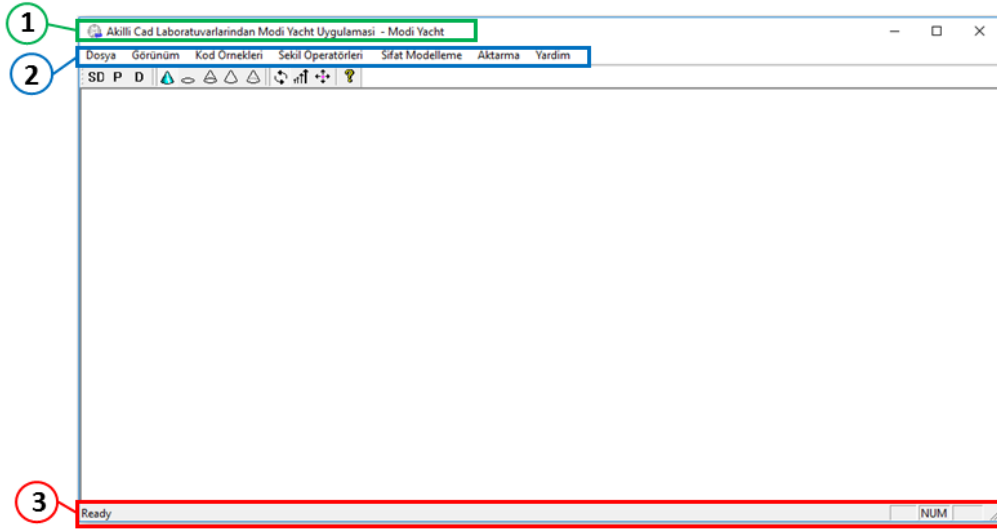 1
Akilli Cad Laboratuvarlarindan Modi Yacht Uygulamasi - Modi Yacht
2
Dosya Görünüm Kod Örnekleri Sekil Operatörleri Sifat Modelleme Aktarma Yardim
SD P D ?
3
Ready NUM